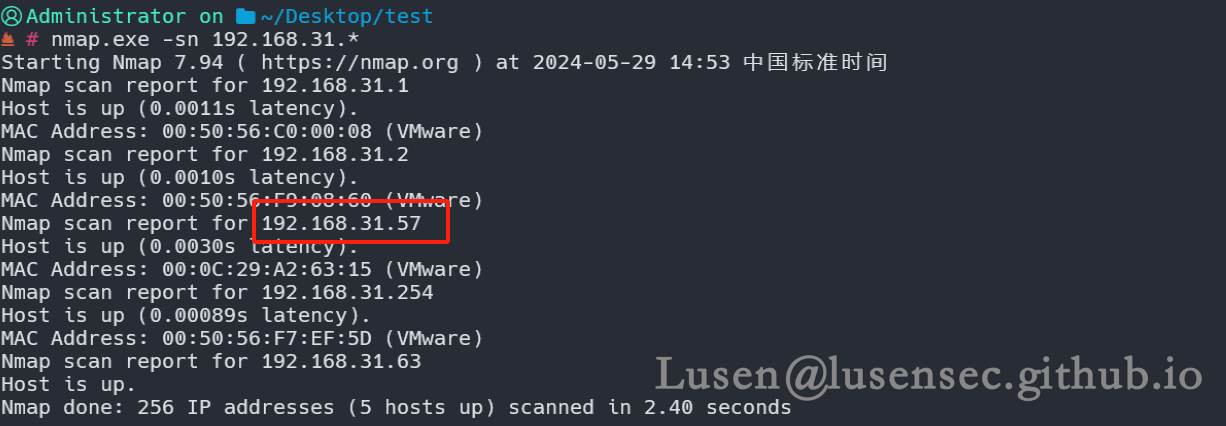 Administrator on ~/Desktop/test
# nmap.exe -sn 192.168.31.*
Starting Nmap 7.94 ( https://nmap.org ) at 2024-05-29 14:53 中国标准时间
Nmap scan report for 192.168.31.1
Host is up (0.0011s latency).
MAC Address: 00:50:56:C0:00:08 (VMware)
Nmap scan report for 192.168.31.2
Host is up (0.0010s latency).
MAC Address: 00:50:56:F9:08:60 (VMware)
Nmap scan report for 192.168.31.57
Host is up (0.0030s latency).
MAC Address: 00:0C:29:A2:63:15 (VMware)
Nmap scan report for 192.168.31.254
Host is up (0.00089s latency).
MAC Address: 00:50:56:F7:EF:5D (VMware)
Nmap scan report for 192.168.31.63
Host is up.
Nmap done: 256 IP addresses (5 hosts up) scanned in 2.40 seconds
Lusen@lusensec.github.io